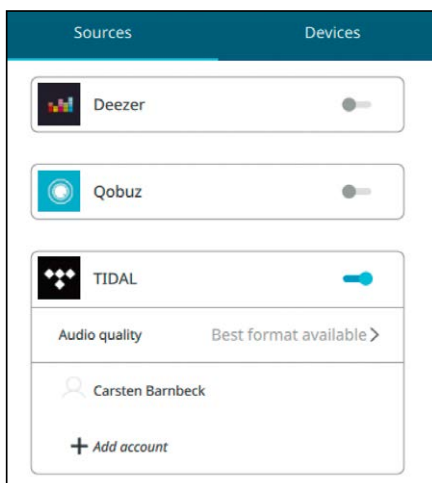 Sources Devices
Deezer
Qobuz
TIDAL
Audio quality Best format available
Carsten Barnbeck
Add account